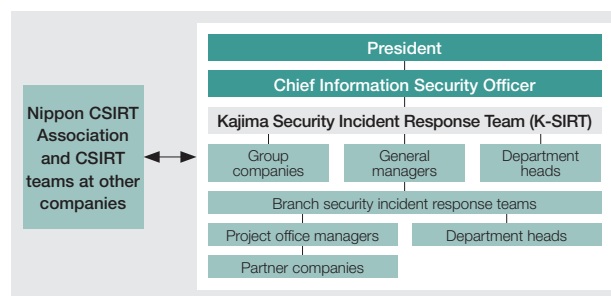 President
Chief Information Security Officer
Kajima Security Incident Response Team (K-SIRT)
Nippon CSIRT
Association
and CSIRT
teams at other
companies
Group
companies
General
managers
Department
heads
Branch security incident response teams
Project office managers
Department heads
Partner companies